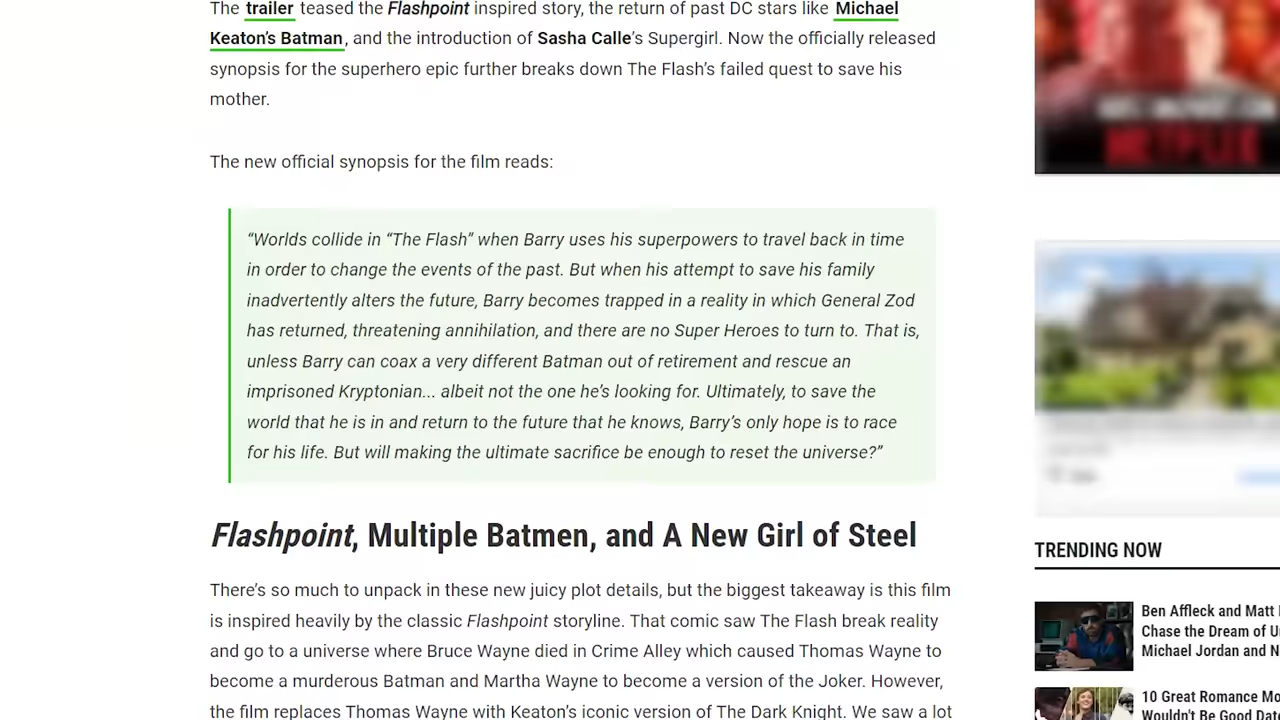 The trailer teased the Flashpoint inspired story, the return of past DC stars like Michael
Keaton's Batman, and the introduction of Sasha Calle's Supergirl. Now the officially released
synopsis for the superhero epic further breaks down The Flash's failed quest to save his
mother.
The new official synopsis for the film reads:
“Worlds collide in “The Flash” when Barry uses his superpowers to travel back in time
in order to change the events of the past. But when his attempt to save his family
inadvertently alters the future, Barry becomes trapped in a reality in which General Zod
has returned, threatening annihilation, and there are no Super Heroes to turn to. That is,
unless Barry can coax a very different Batman out of retirement and rescue an
imprisoned Kryptonian... albeit not the one he's looking for. Ultimately, to save the
world that he is in and return to the future that he knows, Barry's only hope is to race
for his life. But will making the ultimate sacrifice be enough to reset the universe?”
Flashpoint, Multiple Batmen, and A New Girl of Steel
There's so much to unpack in these new juicy plot details, but the biggest takeaway is this film
is inspired heavily by the classic Flashpoint storyline. That comic saw The Flash break reality
and go to a universe where Bruce Wayne died in Crime Alley which caused Thomas Wayne to
become a murderous Batman and Martha Wayne to become a version of the Joker. However,
the film replaces Thomas Wayne with Keaton's iconic version of The Dark Knight. We saw a lot
NETFLIX
TRENDING NOW
Ben Affleck and Matt
Chase the Dream of
Michael Jordan and
10 Great Romance
Wouldn't Be Good